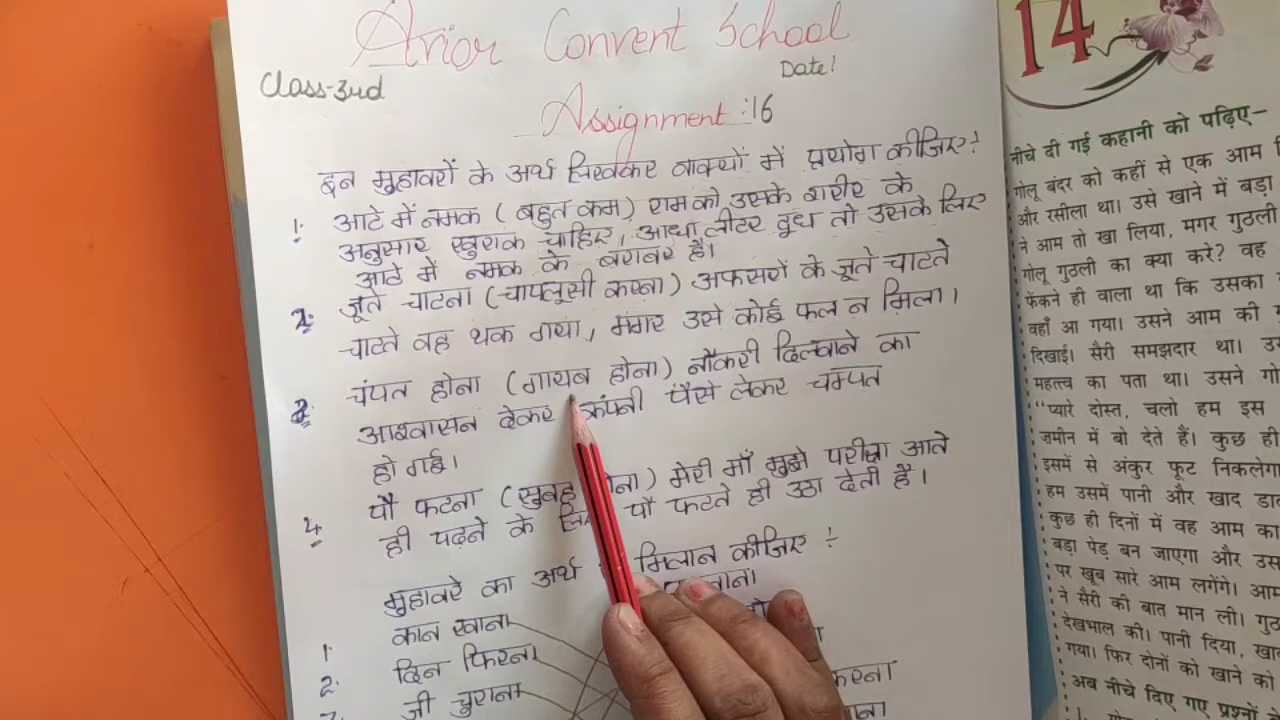 Arior Convent School
Class-3rd
Date!
Assignment :16
इन मुहावरों के अर्थ लिखकर वाक्यों में प्रयोग कीजिए:
1. आटे में नमक ( बहुत कम) राम को उसके शरीर के
अनुसार खुराक चाहिए, आधा लीटर दूध तो उसके लिए
आटे में नमक के बराबर है।
2. जूते चाटना (चापलूसी करना) अफसरों के जूते चाटते
चाटते वह थक गया, मगर उसे कोई फल न मिला।
3. चंपत होना (गायब होना) नौकरी दिलवाने का
आश्वासन देकर कंपनी पैसे लेकर चम्पत
हो गई।
4. पौ फटना (सुबह होना) मेरी माँ मुझे परीक्षा आते
ही पढ़ने के पौ फटते ही उठा देती है।
मुहावरे का अर्थ मिलान कीजिए :
1. कान खाना
2. दिन फिरना
जी चुराना
14
नीचे दी गई कहानी को पढ़िए-
गोलू बंदर को कहीं से एक आम
और रसीला था। उसे खाने में बड़ा
ने आम तो खा लिया, मगर गुठली
गोलू गुठली का क्या करे? वह
फेंकने ही वाला था कि उसका
वहाँ आ गया। उसने आम की
दिखाई। सैरी समझदार था।
महत्त्व का पता था। उसने
"प्यारे दोस्त, चलो हम इस
ज़मीन में बो देते हैं। कुछ ही
इसमें से अंकुर फूट निकलेगा
हम उसमें पानी और खाद
कुछ ही दिनों में वह आम का
बड़ा पेड़ बन जाएगा और उस
पर खूब सारे आम लगेंगे।
ने सैरी की बात मान ली।
देखभाल की। पानी दिया,
गया। फिर दोनों को खाने को
अब नीचे दिए गए प्रश्नों